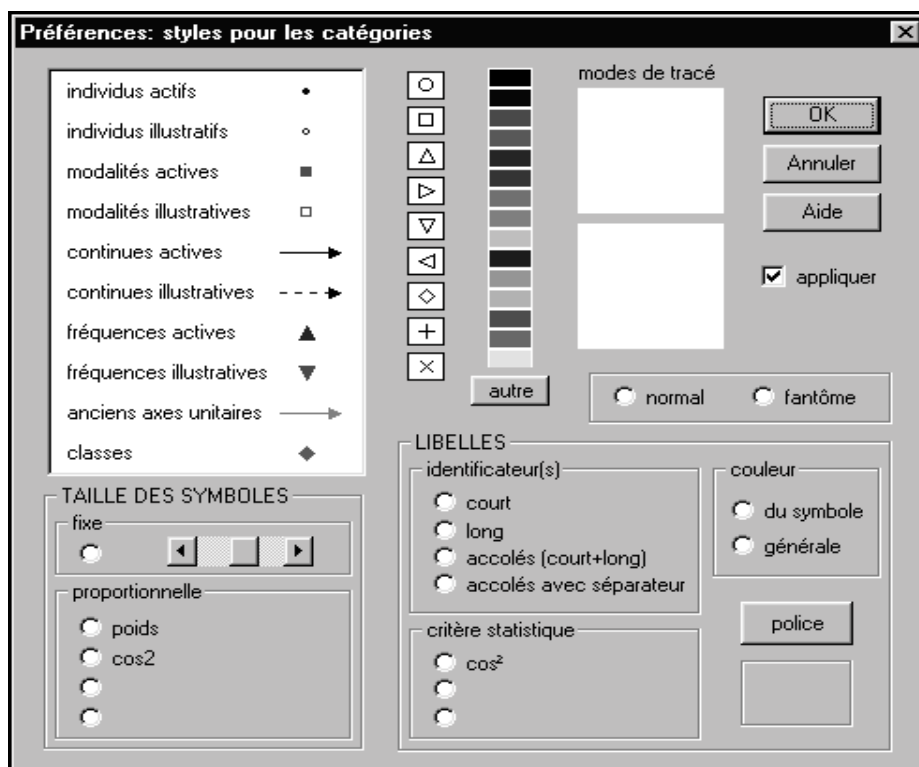 Préférences: styles pour les catégories
individus actifs
individus illustratifs
modalités actives
modalités illustratives
continues actives
continues illustratives
fréquences actives
fréquences illustratives
anciens axes unitaires
classes
autre
modes de tracé
OK
Annuler
Aide
appliquer
normal
fantôme
TAILLE DES SYMBOLES
fixe
proportionnelle
poids
cos2
LIBELLES
identificateur(s)
court
long
accolés (court+long)
accolés avec séparateur
critère statistique
cos²
couleur
du symbole
générale
police